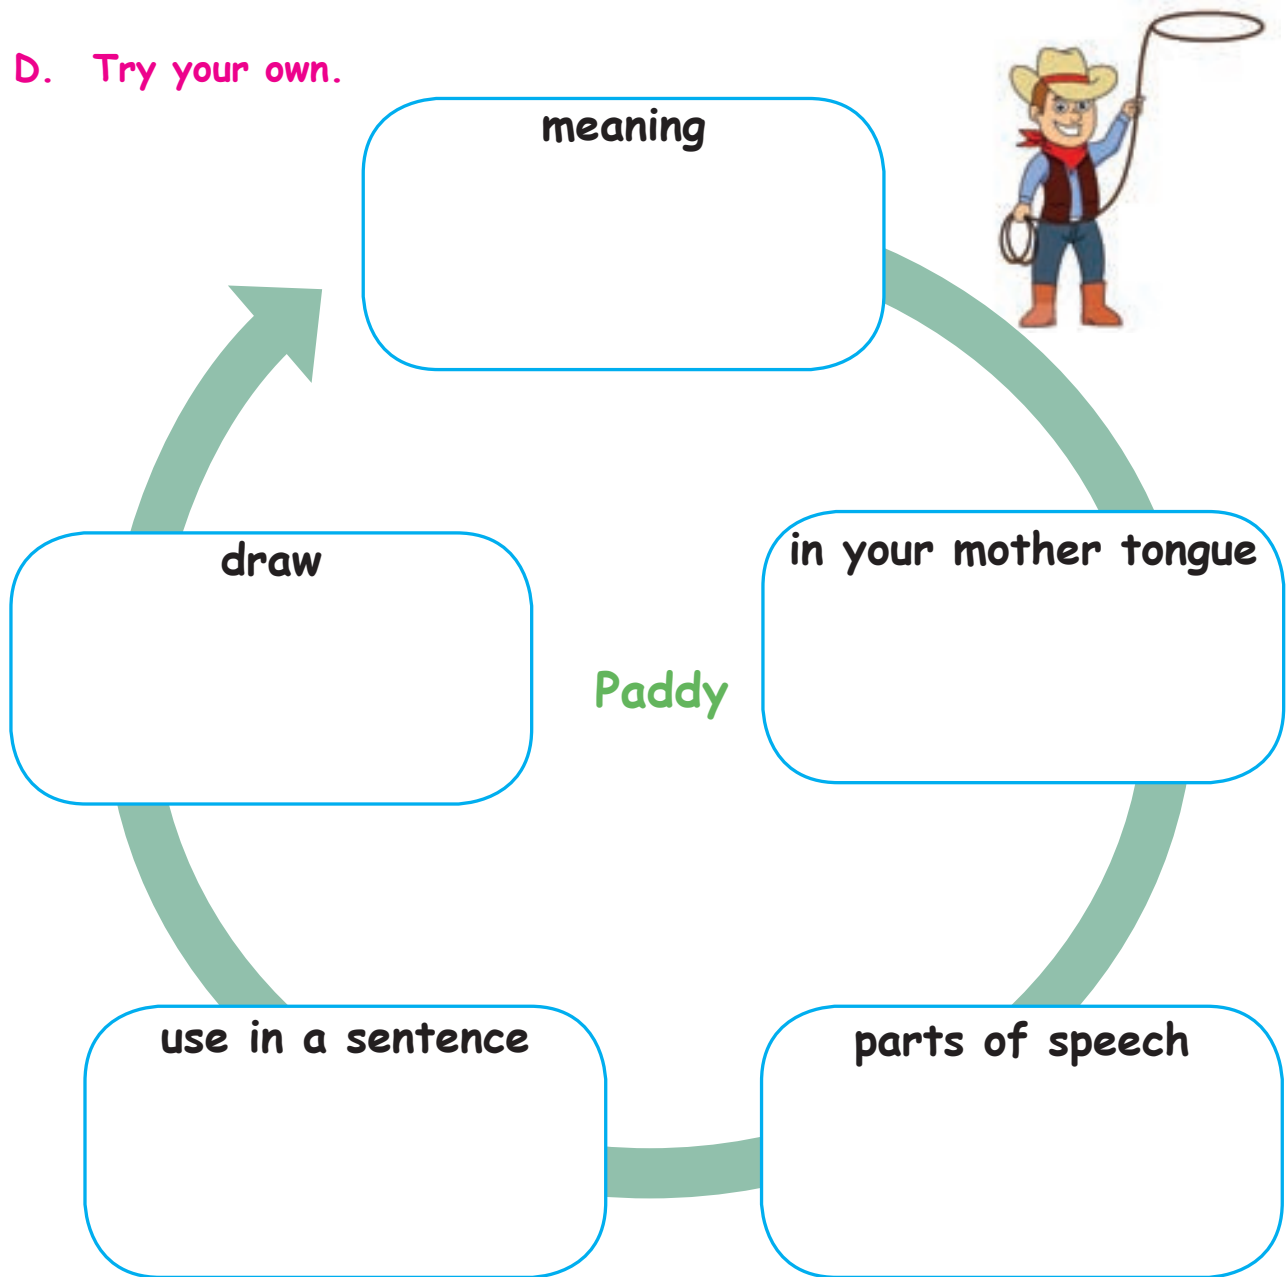 D. Try your own.
meaning
in your mother tongue
draw
Paddy
use in a sentence
parts of speech